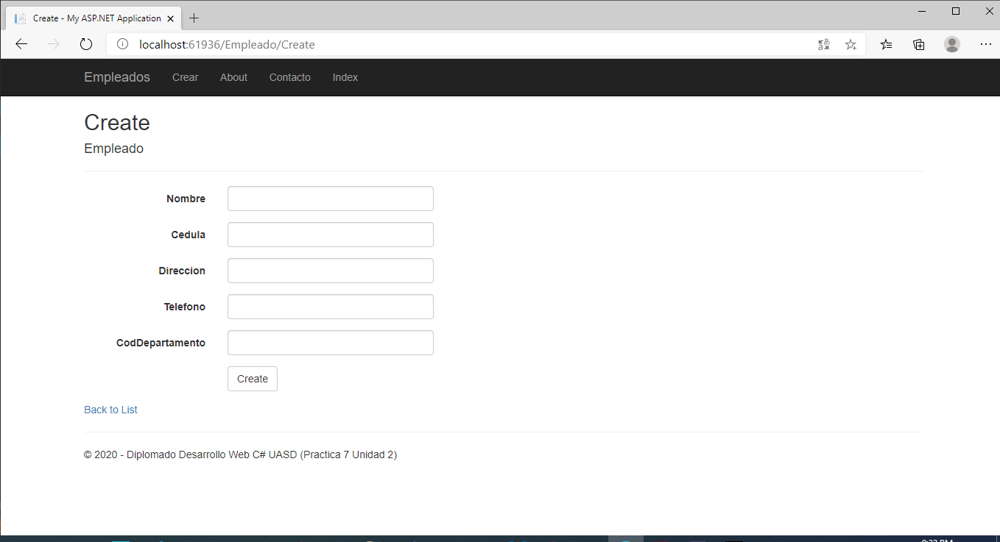 Create - My ASP.NET Application
localhost:61936/Empleado/Create
Empleados Crear About Contacto Index
Create
Empleado
Nombre
Cedula
Direccion
Telefono
CodDepartamento
Create
Back to List
© 2020 - Diplomado Desarrollo Web C# UASD (Practica 7 Unidad 2)